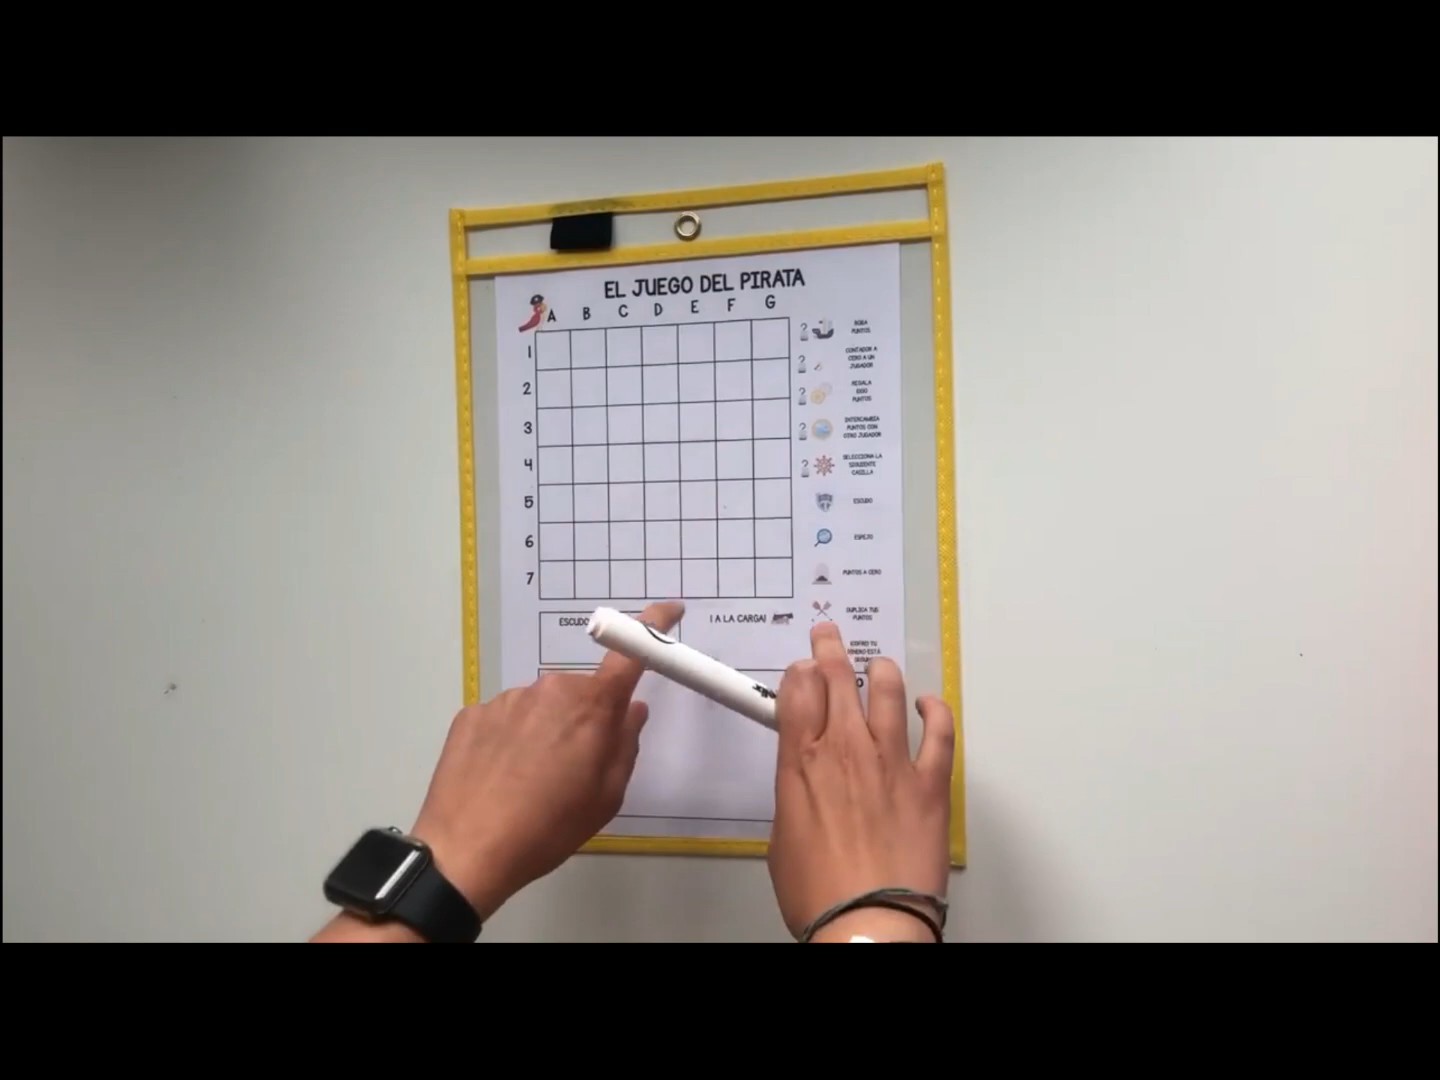 EL JUEGO DEL PIRATA
A B C D E F G
1
2
3
4
5
6
7
?
ROBA
PUNTOS
?
CONTADOR A
CERO A UN
JUGADOR
?
REGALA
PUNTOS
?
INTERCAMBIA
PUNTOS CON
OTRO JUGADOR
?
SELECCIONA LA
SIGUIENTE
CASILLA
ESCUDO
ESPEJO
PUNTOS A CERO
DUPLICA TUS
PUNTOS
ESCUDO
¡A LA CARGA!